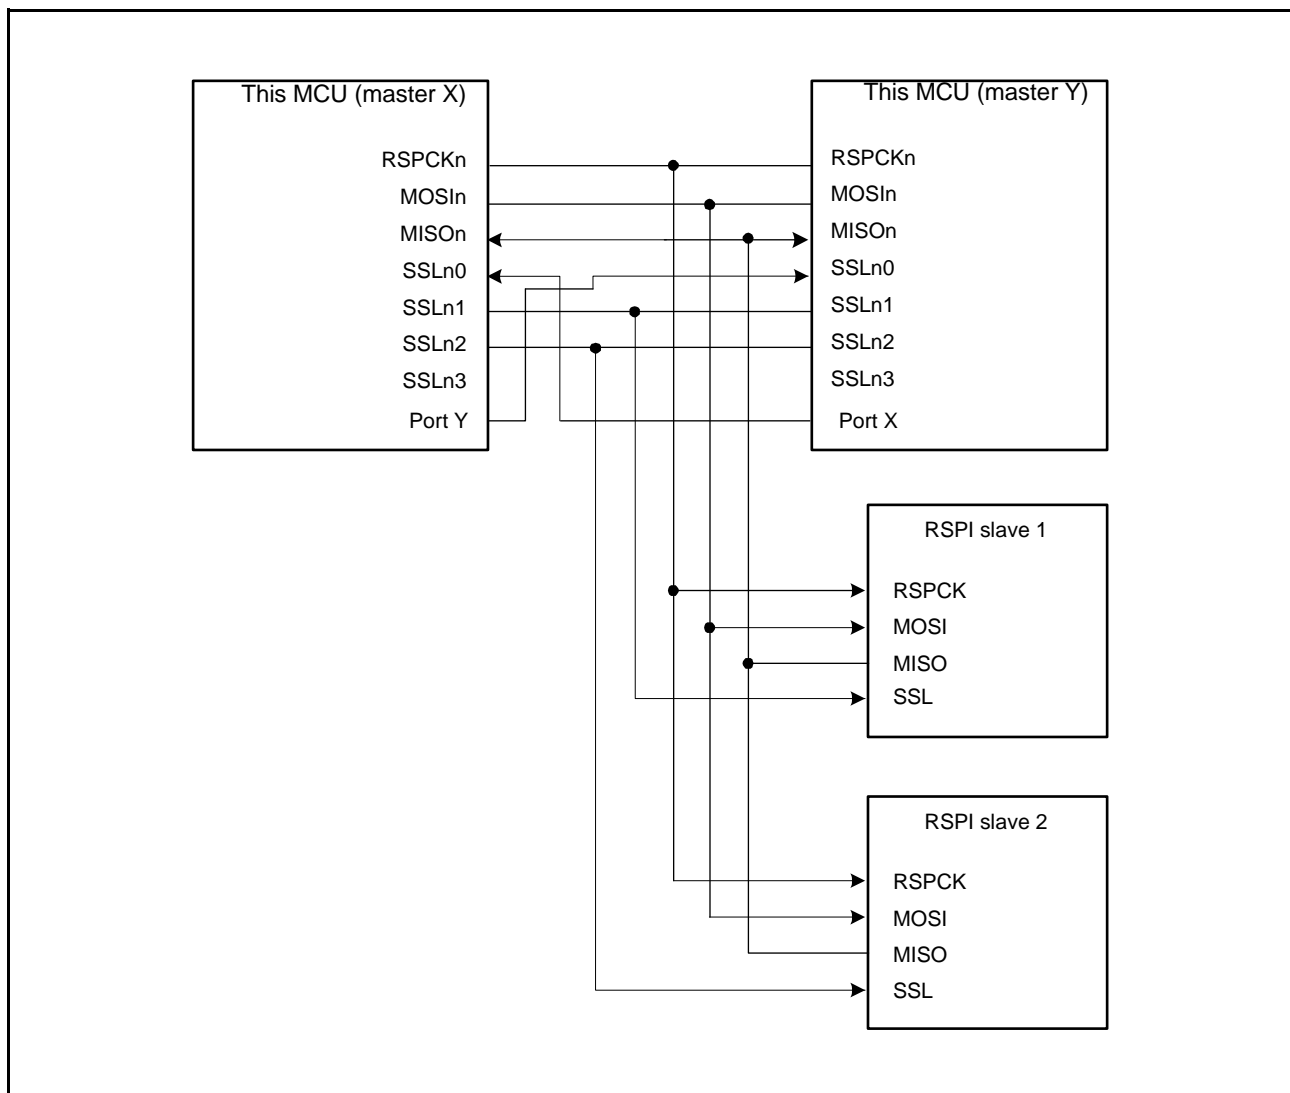 This MCU (master X)
RSPCKn
MOSIn
MISOn
SSLn0
SSLn1
SSLn2
SSLn3
Port Y
This MCU (master Y)
RSPCKn
MOSIn
MISOn
SSLn0
SSLn1
SSLn2
SSLn3
Port X
RSPI slave 1
RSPCK
MOSI
MISO
SSL
RSPI slave 2
RSPCK
MOSI
MISO
SSL